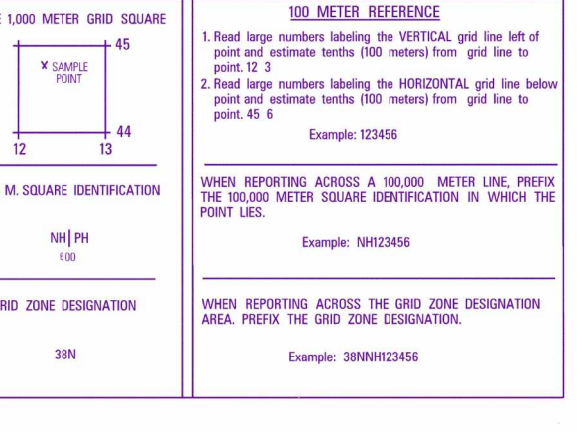 1,000 METER GRID SQUARE
45
X SAMPLE
POINT
44
12 13
M. SQUARE IDENTIFICATION
NH|PH
ZONE DESIGNATION
100 METER REFERENCE
1. Read large numbers labeling the VERTICAL grid line left of
point and estimate tenths (100 meters) from grid line to
point. 12 3
2. Read large numbers labeling the HORIZONTAL grid line below
point and estimate tenths (100 meters) from grid line to
point. 45 6
Example: 123456
WHEN REPORTING ACROSS A 100,000 METER LINE, PREFIX
THE 100,000 METER SQUARE IDENTIFICATION IN WHICH THE
POINT LIES.
Example: NH123456
WHEN REPORTING ACROSS THE GRID ZONE DESIGNATION
AREA. PREFIX THE GRID ZONE DESIGNATION.
Example: 38NNH123456